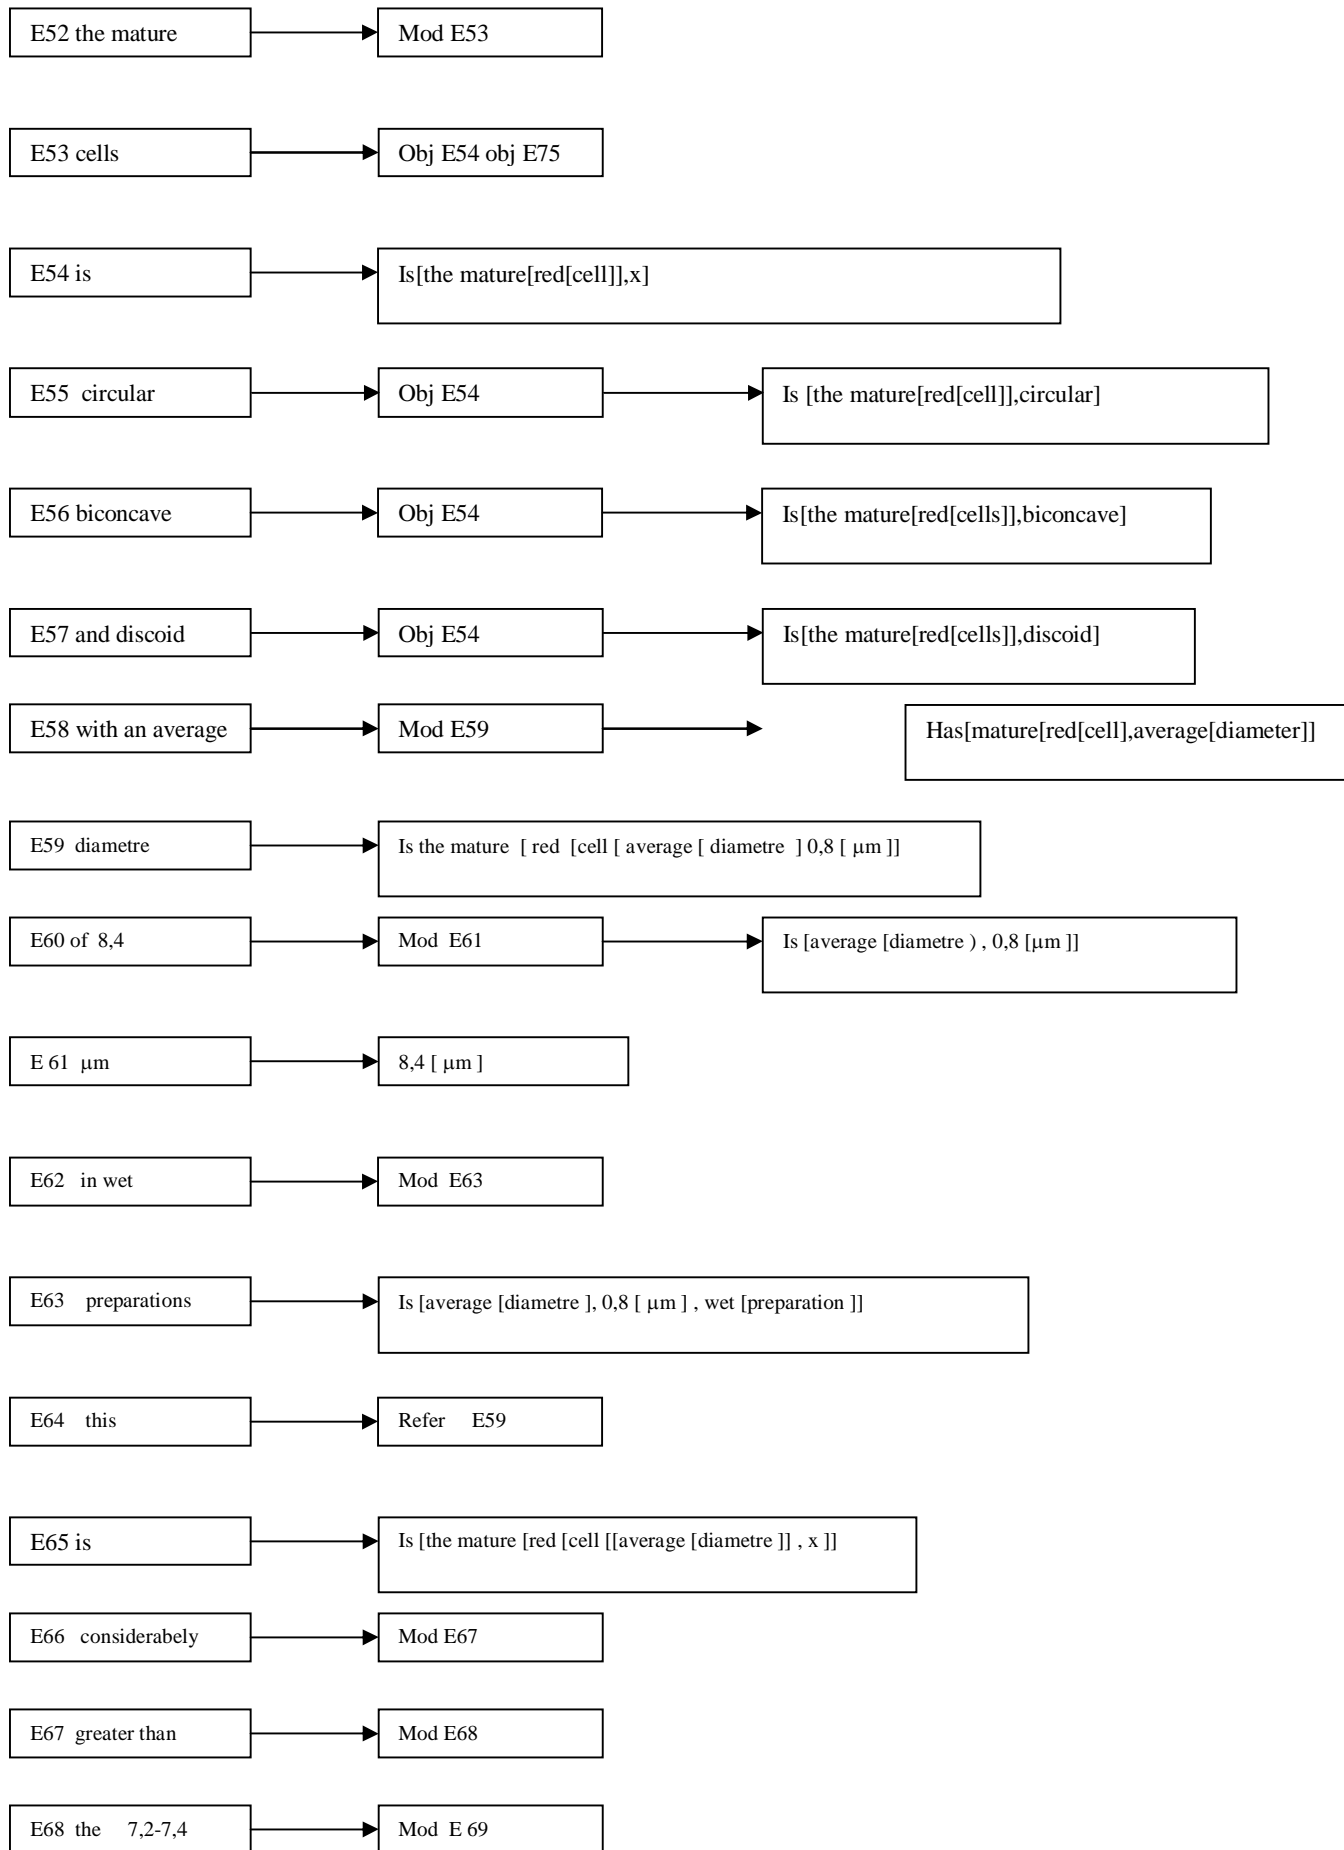 E52 the mature Mod E53
E53 cells Obj E54 obj E75
E54 is Is[the mature[red[cell]],x]
E55 circular Obj E54 Is [the mature[red[cell]],circular]
E56 biconcave Obj E54 Is[the mature[red[cells]],biconcave]
E57 and discoid Obj E54 Is[the mature[red[cells]],discoid]
E58 with an average Mod E59 Has[mature[red[cell],average[diameter]]
E59 diametre Is the mature [ red [cell [ average [ diametre ] 0,8 [ µm ]]
E60 of 8,4 Mod E61 Is [average [diametre ) , 0,8 [µm ]]
E 61 µm 8,4 [ µm ]
E62 in wet Mod E63
E63 preparations Is [average [diametre ], 0,8 [ µm ] , wet [preparation ]]
E64 this Refer E59
E65 is Is [the mature [red [cell [[average [diametre ]] , x ]]
E66 considerabely Mod E67
E67 greater than Mod E68
E68 the 7,2-7,4 Mod E 69